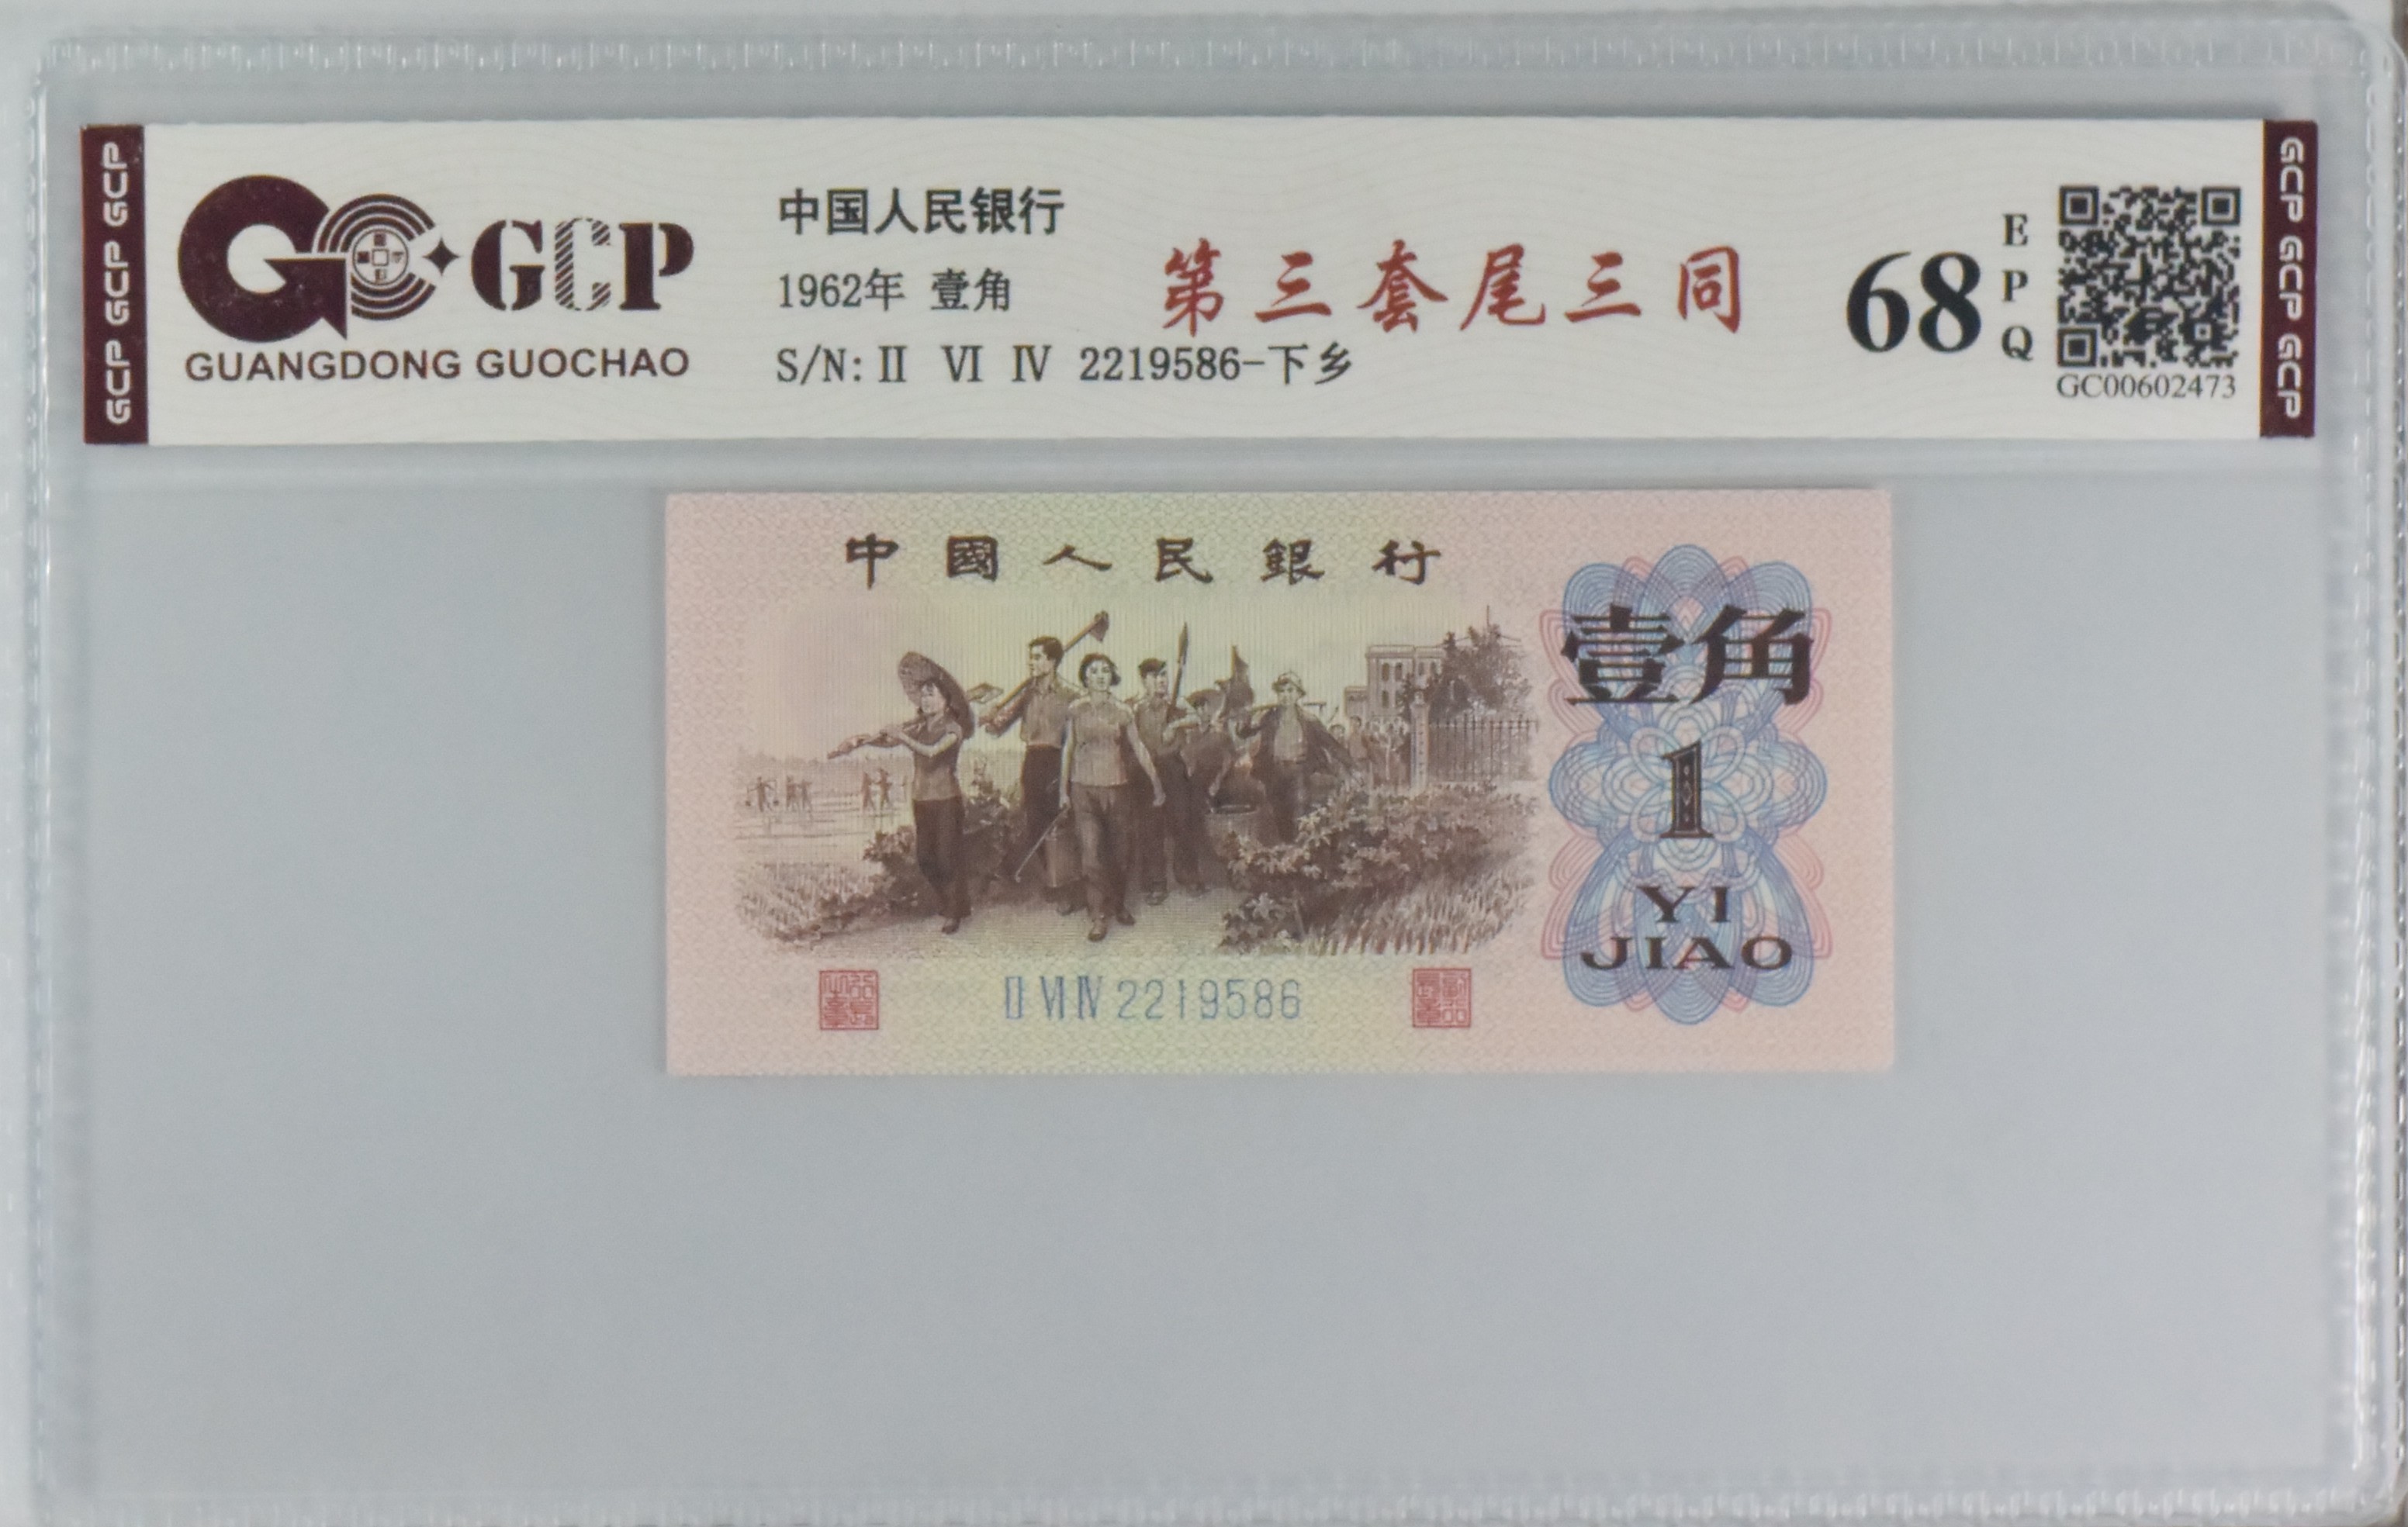 GCP GCP GCP
GCP
GUANGDONG GUOCHAO
中国人民银行
1962年 壹角
S/N: II VI IV 2219586-下乡
第三套尾三同
68
EPQ
GC00602473
GCP GCP GCP
中國人民銀行
壹角
1
YI
JIAO
II VI IV 2219586